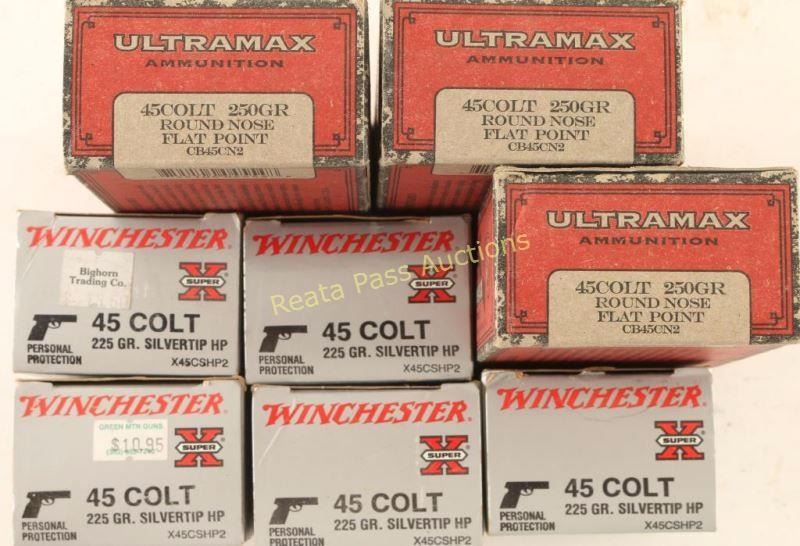 ULTRAMAX
AMMUNITION
45COLT 250GR
ROUND NOSE
FLAT POINT
CB45CN2
ULTRAMAX
AMMUNITION
45COLT 250GR
ROUND NOSE
FLAT POINT
CB45CN2
ULTRAMAX
AMMUNITION
45COLT 250GR
ROUND NOSE
FLAT POINT
CB45CN2
WINCHESTER
Bighorn
Trading Co.
X
SUPER
45 COLT
225 GR. SILVERTIP HP
PERSONAL
PROTECTION
X45CSHP2
WINCHESTER
X
SUPER
45 COLT
225 GR. SILVERTIP HP
PERSONAL
PROTECTION
X45CSHP2
Reata Pass Auctions
WINCHESTER
GREEN MTN. GUNS
$10.95
X
SUPER
45 COLT
225 GR. SILVERTIP HP
PERSONAL
PROTECTION
X45CSHP2
WINCHESTER
X
SUPER
45 COLT
225 GR. SILVERTIP HP
PERSONAL
PROTECTION
X45CSHP2
WINCHESTER
X
SUPER
45 COLT
225 GR. SILVERTIP HP
PERSONAL
PROTECTION
X45CSHP2